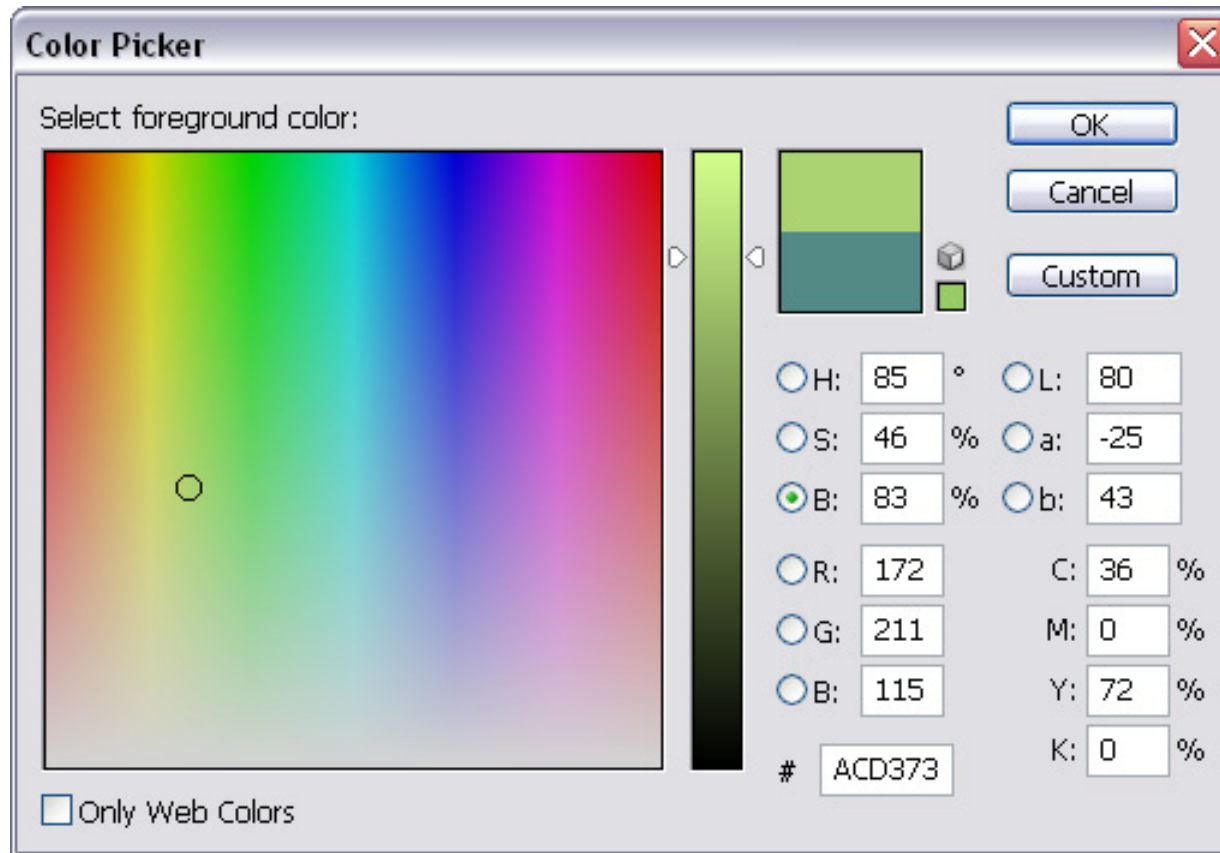 Color Picker
Select foreground color:
OK
Cancel
Custom
H: 85 ° L: 80
S: 46 % a: -25
B: 83 % b: 43
R: 172 C: 36 %
G: 211 M: 0 %
B: 115 Y: 72 %
K: 0 %
# ACD373
Only Web Colors